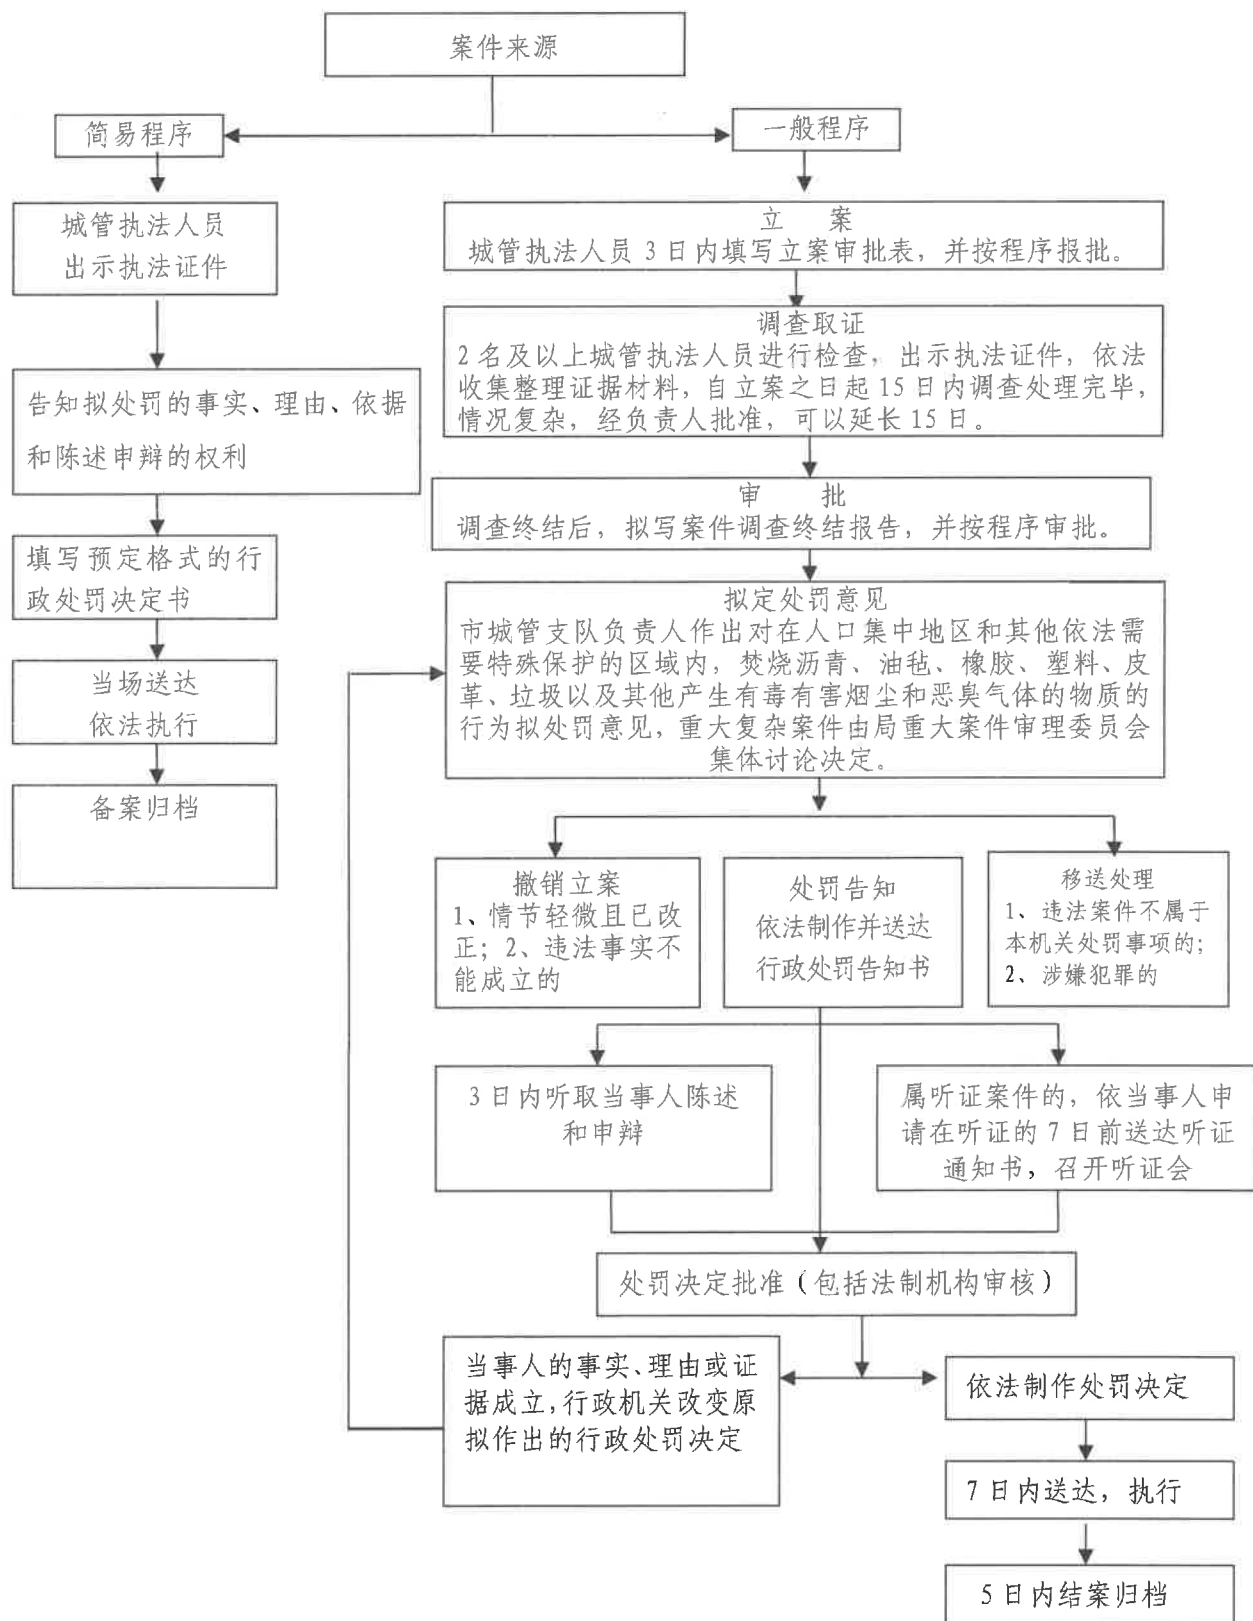 案件来源
简易程序
一般程序
城管执法人员
出示执法证件
告知拟处罚的事实、理由、依据
和陈述申辩的权利
填写预定格式的行
政处罚决定书
当场送达
依法执行
备案归档
立 案
城管执法人员 3 日内填写立案审批表，并按程序报批。
调查取证
2 名及以上城管执法人员进行检查，出示执法证件，依法
收集整理证据材料，自立案之日起 15 日内调查处理完毕，
情况复杂，经负责人批准，可以延长 15 日。
审 批
调查终结后，拟写案件调查终结报告，并按程序审批。
拟定处罚意见
市城管支队负责人作出对在人口集中地区和其他依法需
要特殊保护的区域内，焚烧沥青、油毡、橡胶、塑料、皮
革、垃圾以及其他产生有毒有害烟尘和恶臭气体的物质的
行为拟处罚意见，重大复杂案件由局重大案件审理委员会
集体讨论决定。
撤销立案
1、情节轻微且已改
正；2、违法事实不
能成立的
处罚告知
依法制作并送达
行政处罚告知书
移送处理
1、违法案件不属于
本机关处罚事项的；
2、涉嫌犯罪的
3 日内听取当事人陈述
和申辩
属听证案件的，依当事人申
请在听证的 7 日前送达听证
通知书，召开听证会
处罚决定批准（包括法制机构审核）
当事人的事实、理由或证
据成立，行政机关改变原
拟作出的行政处罚决定
依法制作处罚决定
7 日内送达，执行
5 日内结案归档